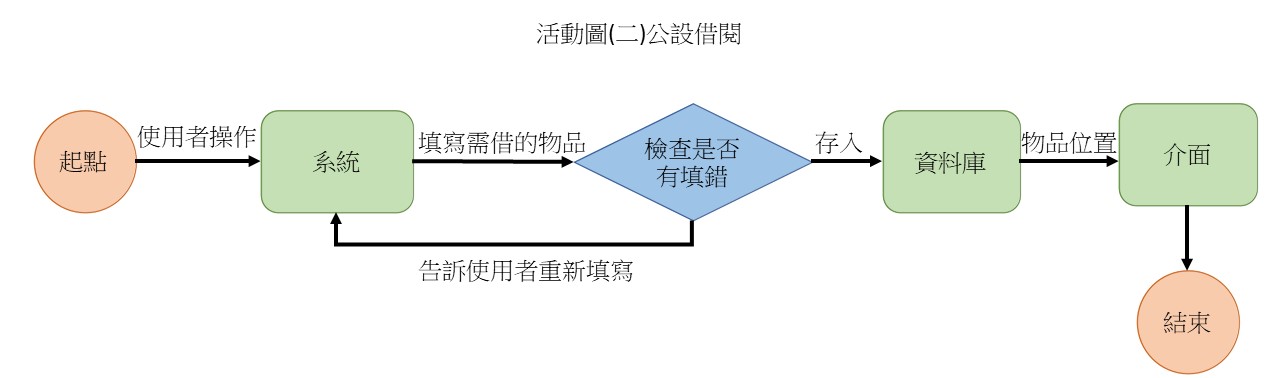 活動圖(二)公設借閱
起點
使用者操作
系統
填寫需借的物品
檢查是否
有填錯
存入
資料庫
物品位置
介面
告訴使用者重新填寫
結束